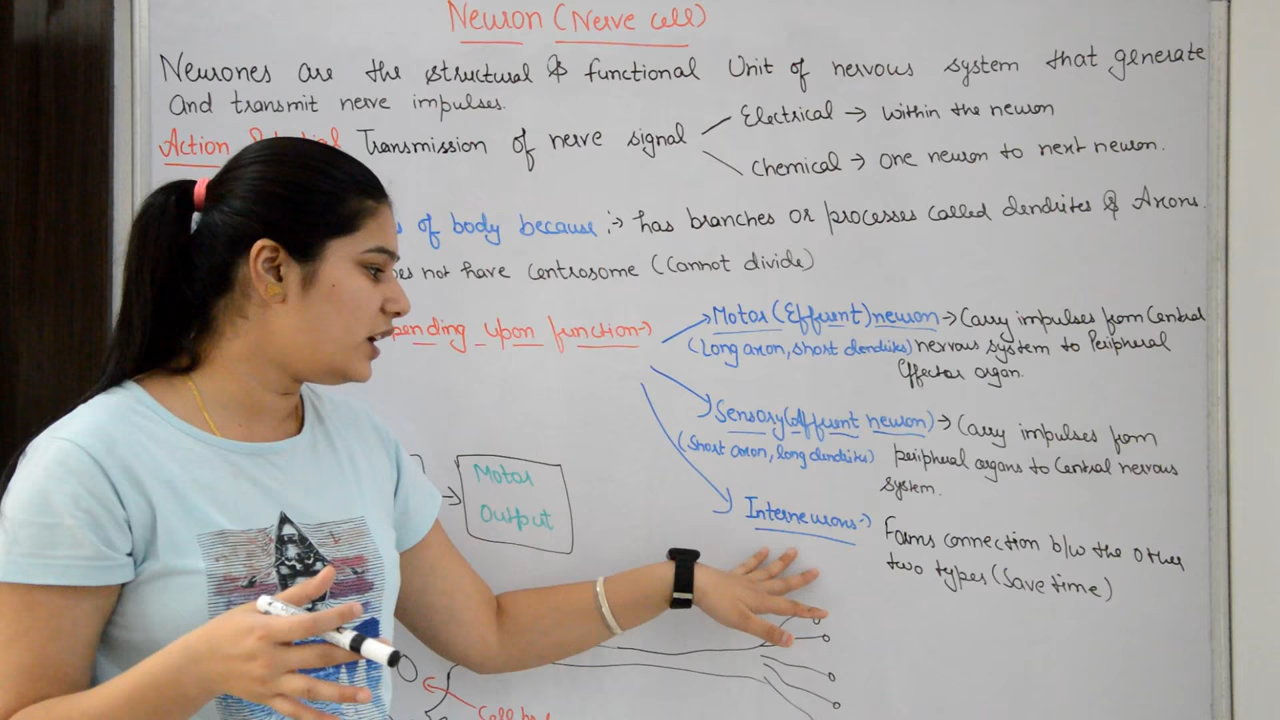 Neuron (Nerve cell)
Neurones are the structural & functional Unit of nervous system that generate
and transmit nerve impulses.
Action Transmission of nerve signal
Electrical → within the neuron
Chemical → one neuron to next neuron.
of body because :→ has branches or processes called dendrites & Axons.
not have Centrosome (Cannot divide)
upon function→
Motor (Efferent) neuron → Carry impulses from Central
(Long axon, short dendrites) nervous system to Peripheral
Effector organ.
Sensory (afferent neuron) → Carry impulses from
(Short axon, long dendrites) peripheral organs to Central nervous
system.
Motor
Output
Interneurons→ Forms connection b/w the other
two types (Save time)
Cell